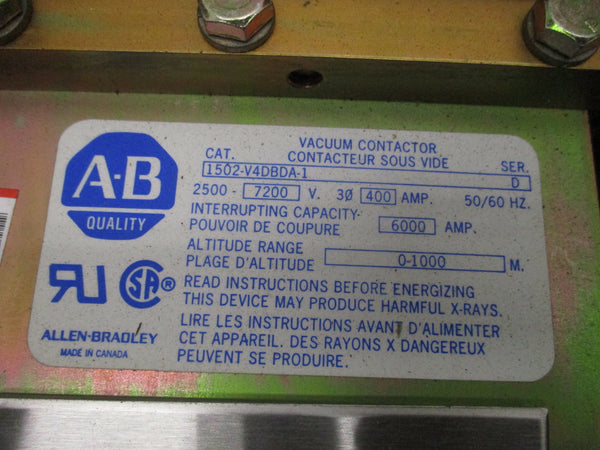 VACUUM CONTACTOR
CAT. CONTACTEUR SOUS VIDE SER.
1502-V4DBDA-1 D
2500 - 7200 V. 3Ø 400 AMP. 50/60 HZ.
INTERRUPTING CAPACITY
POUVOIR DE COUPURE 6000 AMP.
ALTITUDE RANGE
PLAGE D'ALTITUDE 0-1000 M.
READ INSTRUCTIONS BEFORE ENERGIZING
THIS DEVICE MAY PRODUCE HARMFUL X-RAYS.
LIRE LES INSTRUCTIONS AVANT D'ALIMENTER
CET APPAREIL. DES RAYONS X DANGEREUX
PEUVENT SE PRODUIRE.
A-B
QUALITY
RU SA®
ALLEN-BRADLEY
MADE IN CANADA